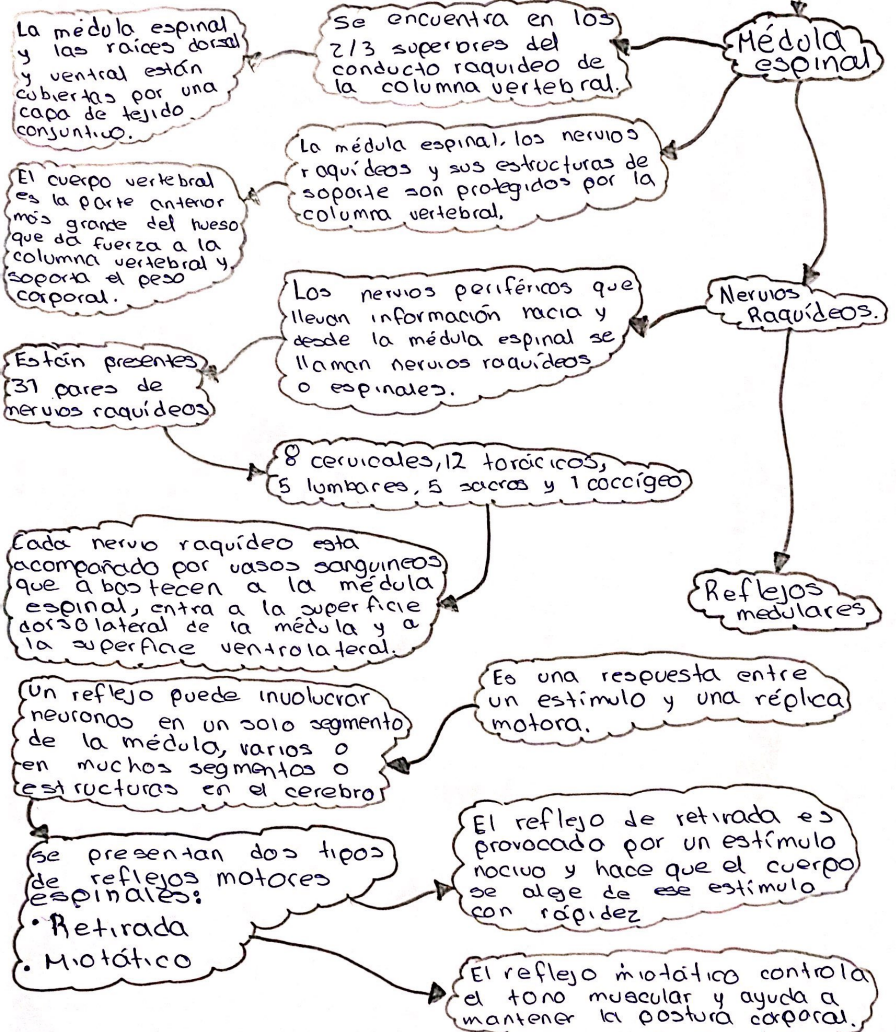 Médula
espinal
Se encuentra en los
2/3 superores del
conducto raquideo de
la columna vertebral.
La médula espinal
y las raíces dorsal
y ventral están
cubiertas por una
capa de tejido
conjuntivo.
La médula espinal, los nervios
raquídeos y sus estructuras de
soporte son protegidos por la
columna vertebral.
El cuerpo vertebral
es la parte anterior
más grande del hueso
que da fuerza a la
columna vertebral y
soporta el peso
corporal.
Nervios
Raquídeos.
Los nervios periféricos que
llevan información hacia y
desde la médula espinal se
llaman nervios raquídeos
o espinales.
Están presentes
31 pares de
nervios raquídeos
8 cervicales, 12 torácicos,
5 lumbares, 5 sacros y 1 coccígeo
Cada nervio raquídeo esta
acompañado por vasos sanguineos
que abastecen a la médula
espinal, entra a la superficie
dorsolateral de la médula y a
la superficie ventrolateral.
Reflejos
medulares
Es una respuesta entre
un estímulo y una réplica
motora.
Un reflejo puede involucrar
neuronas en un solo segmento
de la médula, varios o
en muchos segmentos o
estructuras en el cerebro
Se presentan dos tipos
de reflejos motores
espinales:
• Retirada
• Miotático
El reflejo de retirada es
provocado por un estímulo
nocivo y hace que el cuerpo
se aleje de ese estímulo
con rápidez
El reflejo miotático controla
el tono muscular y ayuda a
mantener la postura corporal.